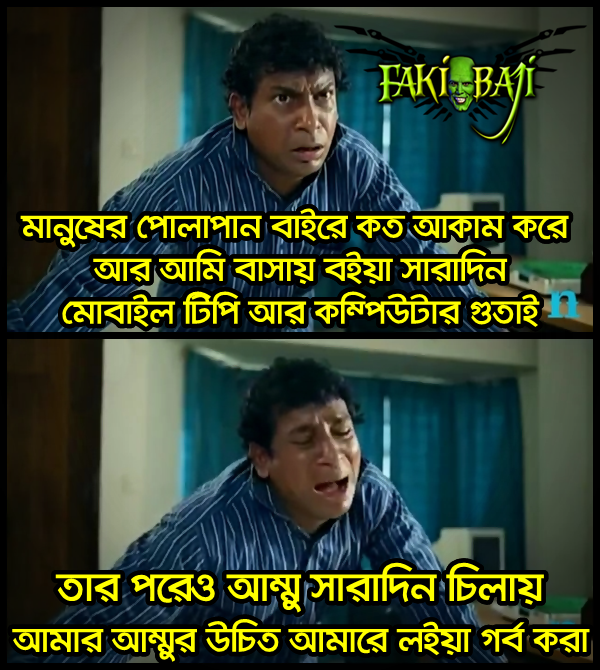 FAKIBAJI
মানুষের পোলাপান বাইরে কত আকাম করে
আর আমি বাসায় বইয়া সারাদিন
মোবাইল টিপি আর কম্পিউটার গুতাই
n
তার পরেও আম্মু সারাদিন চিলায়
আমার আম্মুর উচিত আমারে লইয়া গর্ব করা